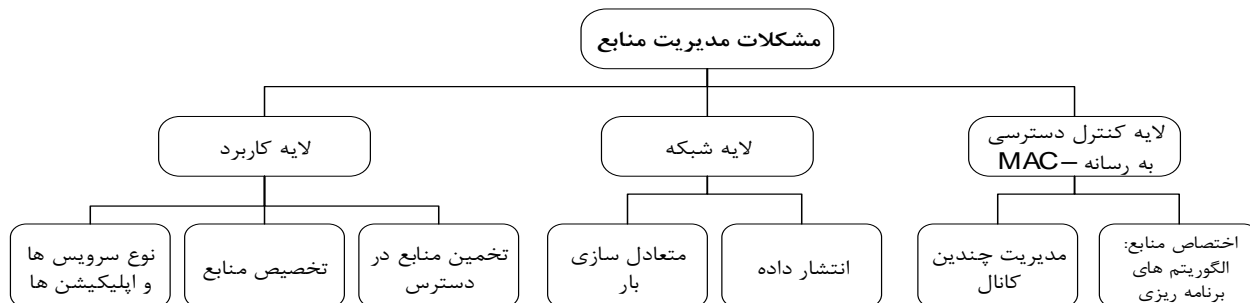 مشکلات مدیریت منابع
لایه کنترل دسترسی
به رسانه –MAC
لایه شبکه
لایه کاربرد
اختصاص منابع:
الگوریتم های
برنامه ریزی
مدیریت چندین
کانال
انتشار داده
متعادل سازی
بار
تخمین منابع در
دسترس
تخصیص منابع
نوع سرویس ها
و اپلیکیشن ها